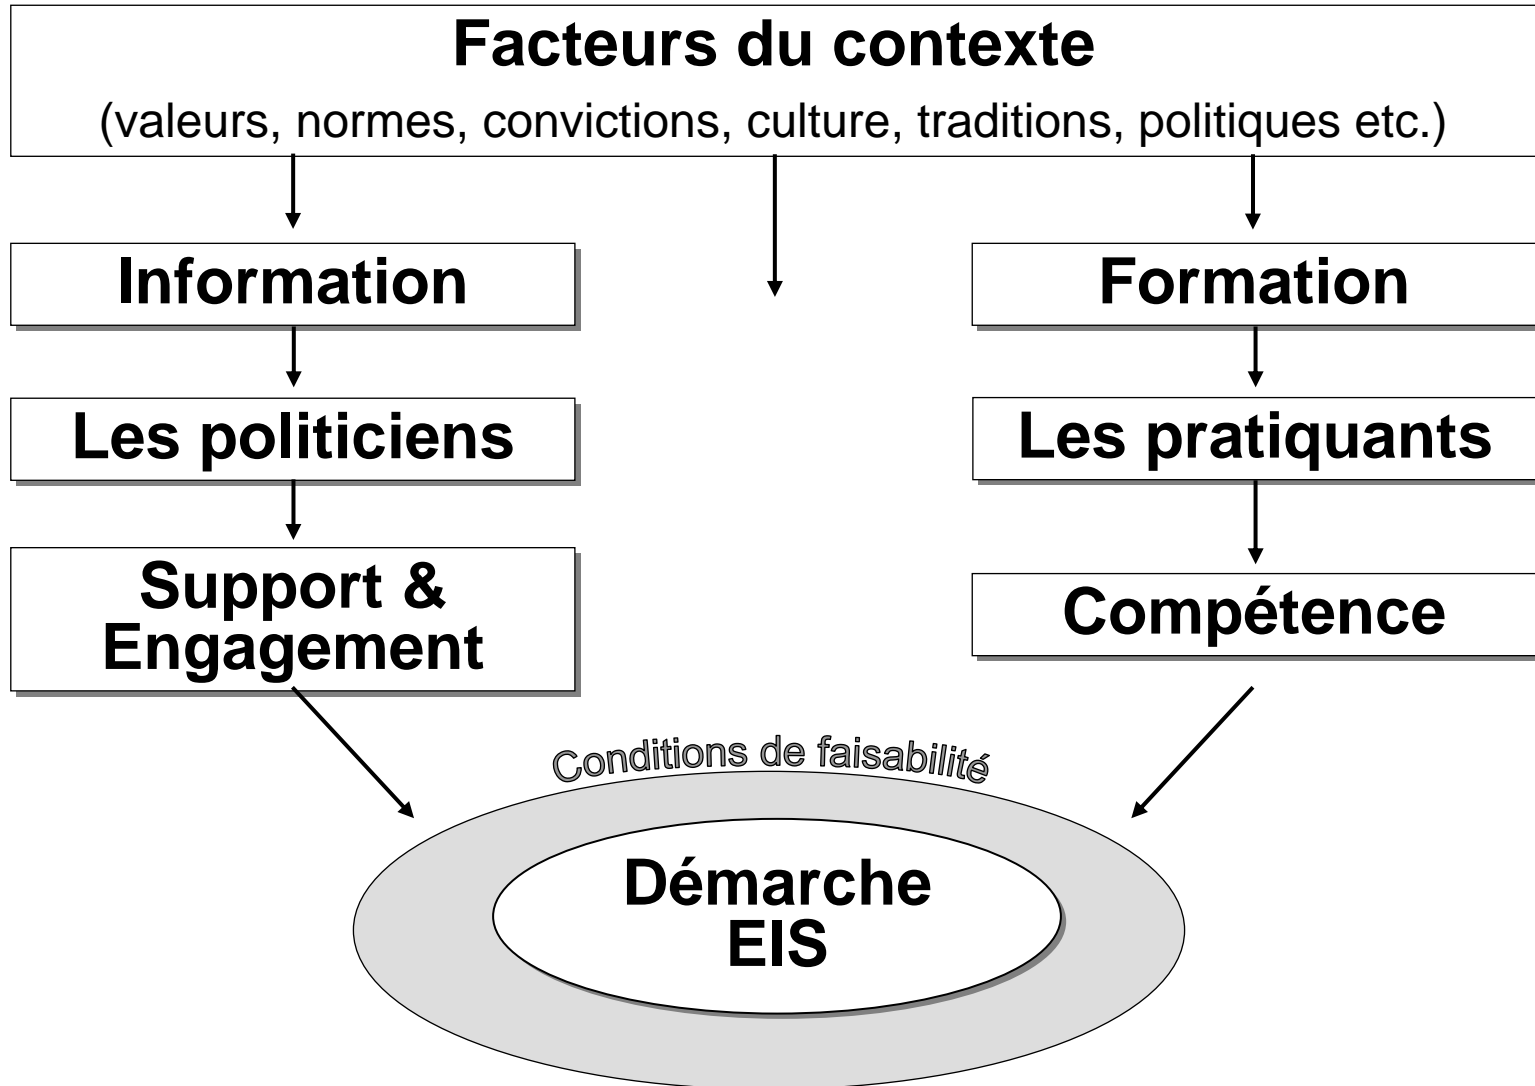 Facteurs du contexte
(valeurs, normes, convictions, culture, traditions, politiques etc.)
Information
Formation
Les politiciens
Les pratiquants
Support &
Engagement
Compétence
Conditions de faisabilité
Démarche
EIS